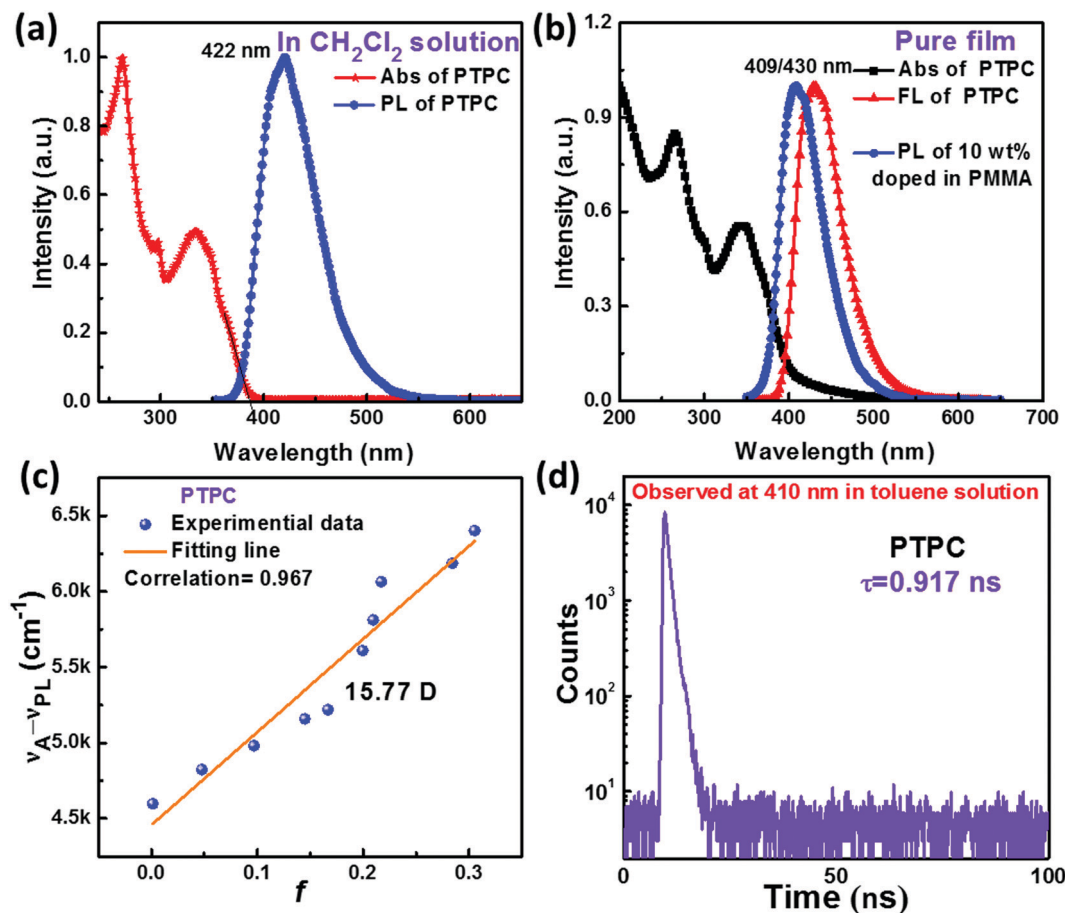 (a)
In CH₂Cl₂ solution
422 nm
Abs of PTPC
PL of PTPC
Intensity (a.u.)
1.0
0.8
0.6
0.4
0.2
0.0
300
400
500
600
Wavelength (nm)
(b)
Pure film
409/430 nm
Abs of PTPC
FL of PTPC
PL of 10 wt%
doped in PMMA
Intensity (a.u.)
1.2
0.9
0.6
0.3
0.0
200
300
400
500
600
700
Wavelength (nm)
(c)
PTPC
Experimental data
Fitting line
Correlation= 0.967
15.77 D
νA−νPL (cm⁻¹)
6.5k
6.0k
5.5k
5.0k
4.5k
0.0
0.1
0.2
0.3
f
(d)
Observed at 410 nm in toluene solution
PTPC
τ=0.917 ns
Counts
10⁴
10³
10²
10¹
0
50
100
Time (ns)